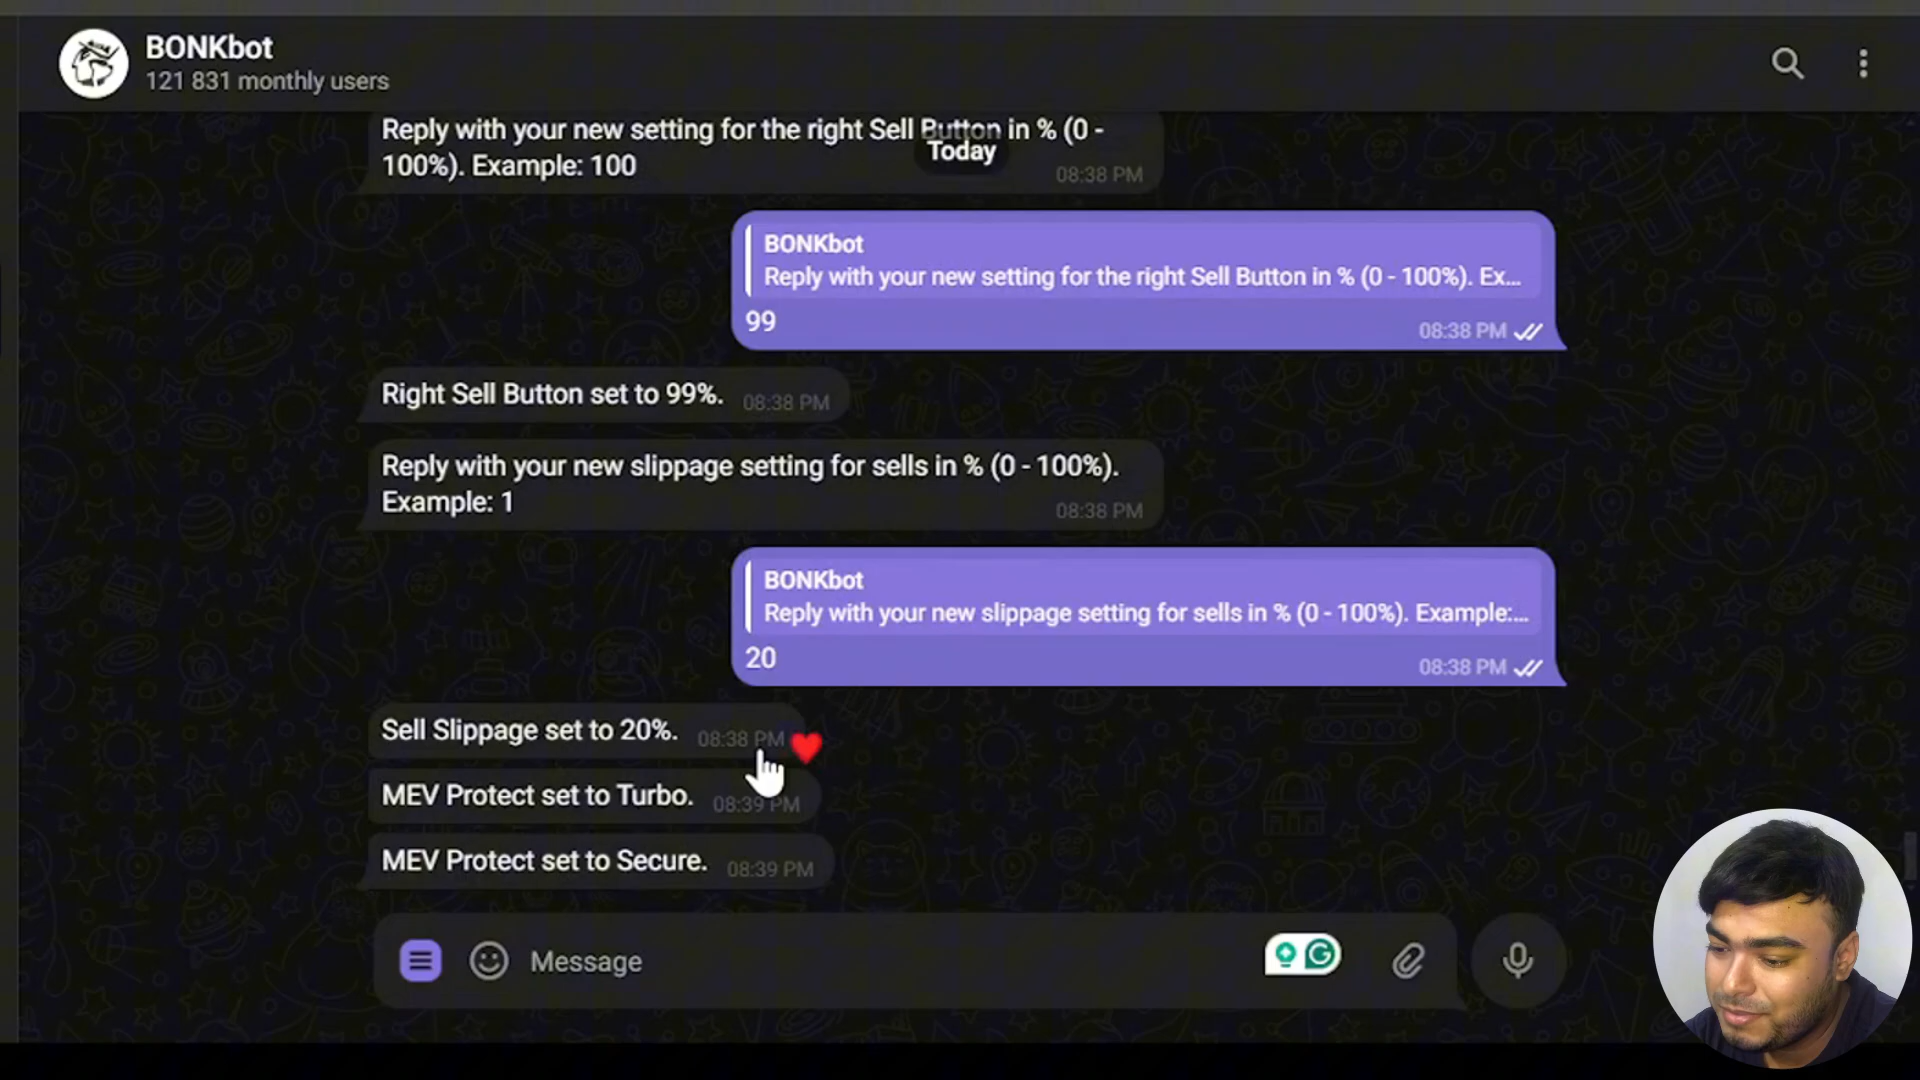 BONKbot
121 831 monthly users
Reply with your new setting for the right Sell Button in % (0 -
100%). Example: 100
08:38 PM
Today
BONKbot
Reply with your new setting for the right Sell Button in % (0 - 100%). Ex...
99
08:38 PM
Right Sell Button set to 99%.
08:38 PM
Reply with your new slippage setting for sells in % (0 - 100%).
Example: 1
08:38 PM
BONKbot
Reply with your new slippage setting for sells in % (0 - 100%). Example:...
20
08:38 PM
Sell Slippage set to 20%.
08:38 PM
MEV Protect set to Turbo.
08:39 PM
MEV Protect set to Secure.
08:39 PM
Message